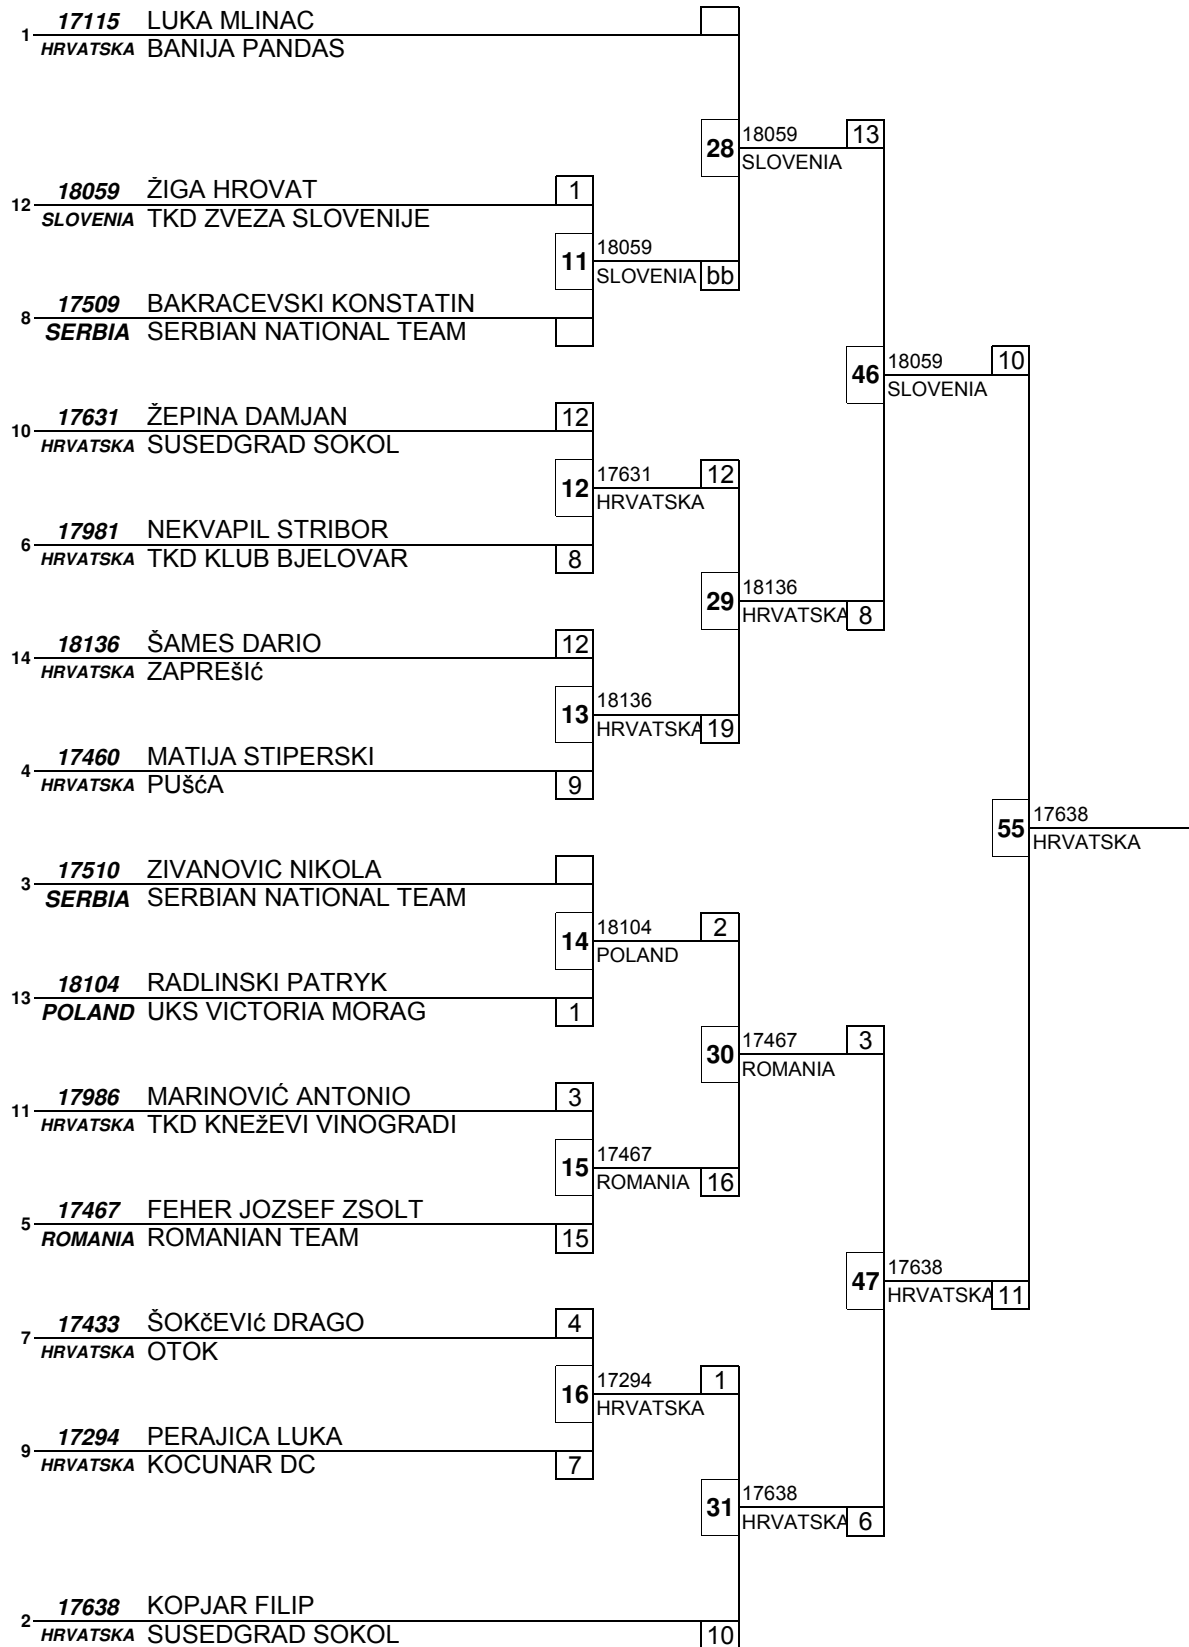 17115 LUKA MLINAC
1
HRVATSKA BANIJA PANDAS
28 18059 13
SLOVENIA
18059 ŽIGA HROVAT 1
12
SLOVENIA TKD ZVEZA SLOVENIJE
11 18059
SLOVENIA bb
17509 BAKRACEVSKI KONSTATIN
8
SERBIA SERBIAN NATIONAL TEAM
46 18059 10
SLOVENIA
17631 ŽEPINA DAMJAN 12
10
HRVATSKA SUSEDGRAD SOKOL
12 17631 12
HRVATSKA
17981 NEKVAPIL STRIBOR
6
HRVATSKA TKD KLUB BJELOVAR 8
29 18136
HRVATSKA 8
18136 ŠAMES DARIO 12
14
HRVATSKA ZAPREšIć
13 18136
HRVATSKA 19
17460 MATIJA STIPERSKI
4
HRVATSKA PUšćA 9
55 17638
HRVATSKA
17510 ZIVANOVIC NIKOLA
3
SERBIA SERBIAN NATIONAL TEAM
14 18104 2
POLAND
18104 RADLINSKI PATRYK
13
POLAND UKS VICTORIA MORAG 1
30 17467 3
ROMANIA
17986 MARINOVIĆ ANTONIO 3
11
HRVATSKA TKD KNEžEVI VINOGRADI
15 17467
ROMANIA 16
17467 FEHER JOZSEF ZSOLT
5
ROMANIA ROMANIAN TEAM 15
47 17638
HRVATSKA 11
17433 ŠOKčEVIć DRAGO 4
7
HRVATSKA OTOK
16 17294 1
HRVATSKA
17294 PERAJICA LUKA
9
HRVATSKA KOCUNAR DC 7
31 17638
HRVATSKA 6
17638 KOPJAR FILIP
2
HRVATSKA SUSEDGRAD SOKOL 10